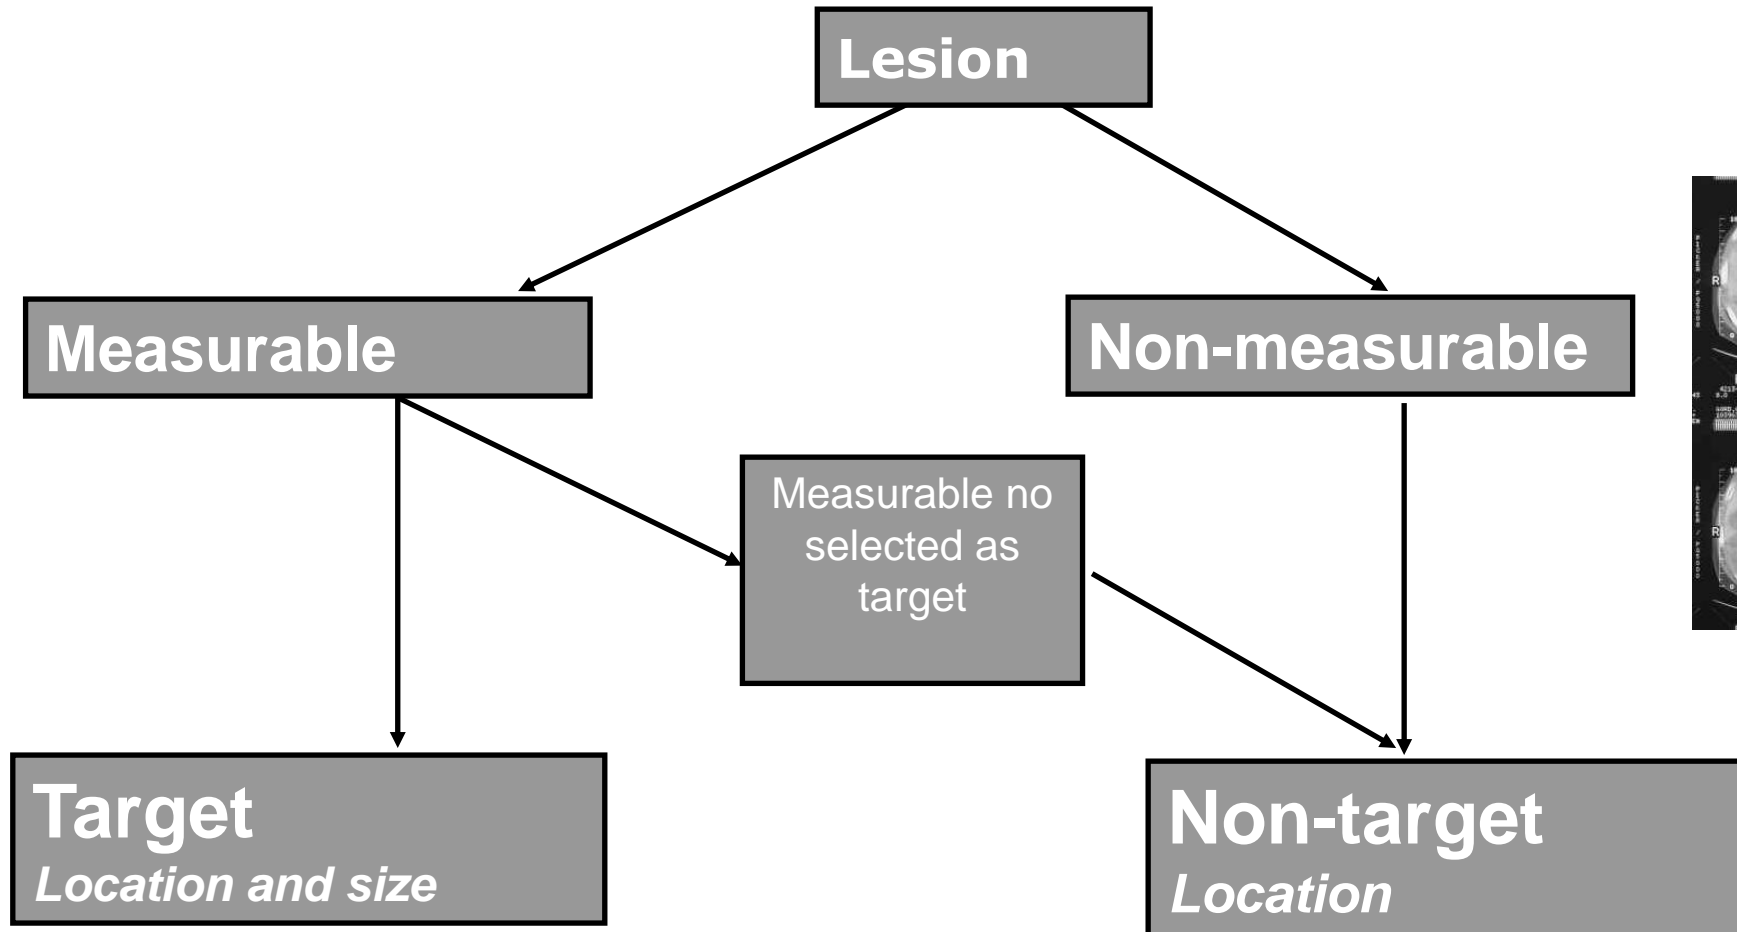 Lesion
Measurable
Non-measurable
Measurable no
selected as
target
Target
Location and size
Non-target
Location
R
R